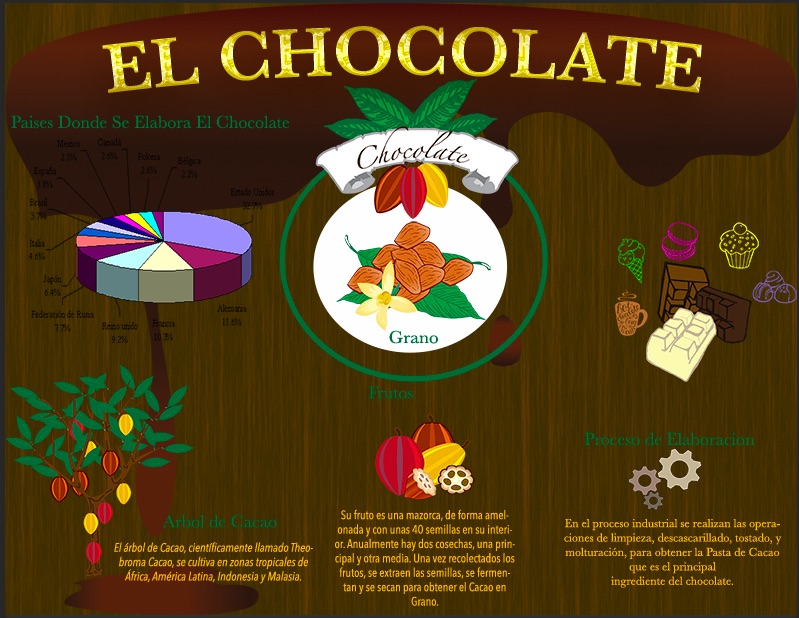 EL CHOCOLATE
Paises Donde Se Elabora El Chocolate
Mexico
2.3%
Canadá
2.6%
Polonia
2.6%
Bélgica
2.2%
España
Estado Unidos
Brasil
3.7%
Italia
4.6%
Japón
6.4%
Federación de Rusia
7.7%
Reino unido
9.2%
Francia
Alemania
11.6%
Chocolate
Grano
Frutos
Arbol de Cacao
El árbol de Cacao, científicamente llamado Theo-
broma Cacao, se cultiva en zonas tropicales de
África, América Latina, Indonesia y Malasia.
Su fruto es una mazorca, de forma amel-
onada y con unas 40 semillas en su interi-
or. Anualmente hay dos cosechas, una prin-
cipal y otra media. Una vez recolectados los
frutos, se extraen las semillas, se fermen-
tan y se secan para obtener el Cacao en
Grano.
Proceso de Elaboracion
En el proceso industrial se realizan las opera-
ciones de limpieza, descascarillado, tostado, y
molturación, para obtener la Pasta de Cacao
que es el principal
ingrediente del chocolate.